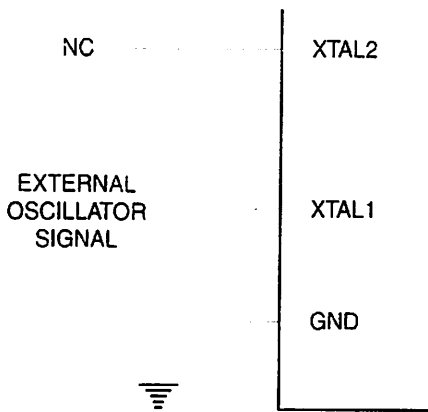 NC
XTAL2
EXTERNAL
OSCILLATOR
SIGNAL
XTAL1
GND